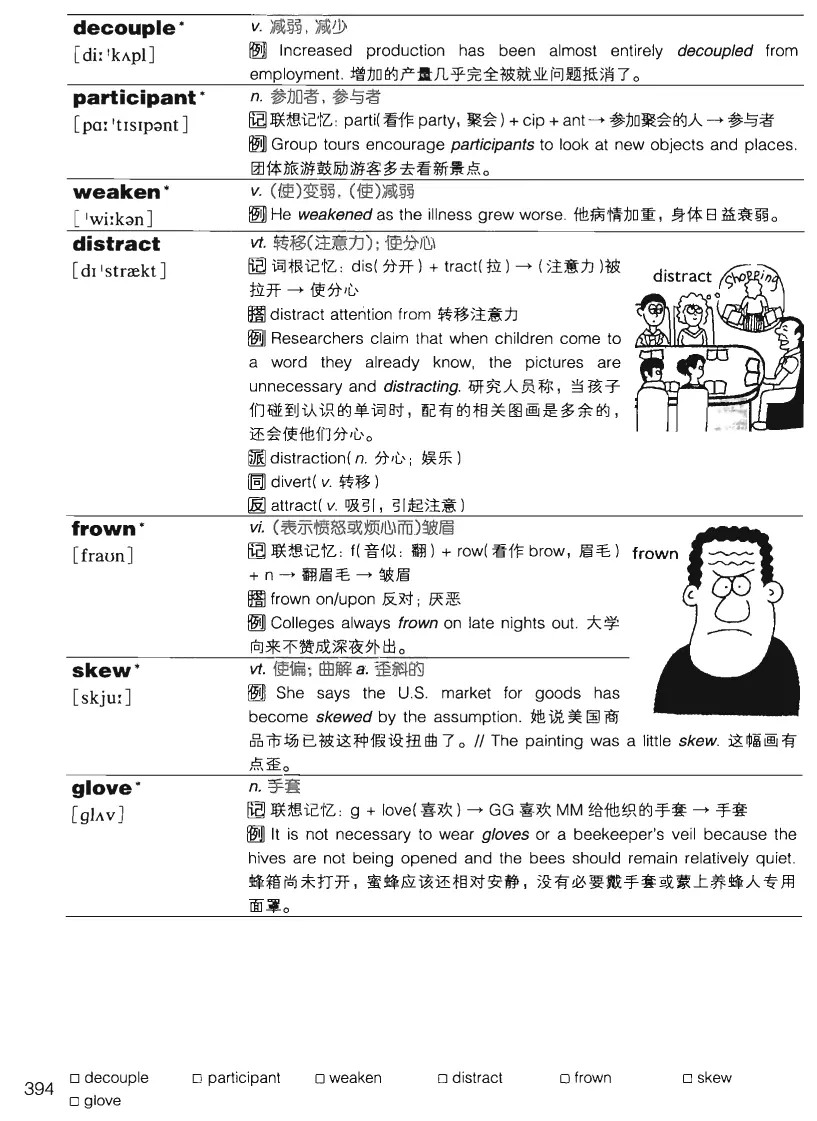 decouple*
v. 减弱, 减少
[diːˈkʌpl]
例 Increased production has been almost entirely decoupled from
employment. 增加的产量几乎完全被就业问题抵消了。
participant*
n. 参加者, 参与者
[pɑːˈtɪsɪpənt]
记 联想记忆: parti(看作 party, 聚会) + cip + ant → 参加聚会的人 → 参与者
例 Group tours encourage participants to look at new objects and places.
团体旅游鼓励游客多去看新景点。
weaken*
v. (使)变弱, (使)减弱
[ˈwiːkən]
例 He weakened as the illness grew worse. 他病情加重, 身体日益衰弱。
distract
vt. 转移(注意力); 使分心
[dɪˈstrækt]
记 词根记忆: dis(分开) + tract(拉) → (注意力)被
拉开 → 使分心
搭 distract attention from 转移注意力
例 Researchers claim that when children come to
a word they already know, the pictures are
unnecessary and distracting. 研究人员称, 当孩子
们碰到认识的单词时, 配有的相关图画是多余的,
还会使他们分心。
派 distraction(n. 分心; 娱乐)
同 divert(v. 转移)
反 attract(v. 吸引, 引起注意)
distract
Shopping
frown*
vi. (表示愤怒或烦心而)皱眉
[fraʊn]
记 联想记忆: f(音似: 翻) + row(看作 brow, 眉毛)
+ n → 翻眉毛 → 皱眉
搭 frown on/upon 反对; 厌恶
例 Colleges always frown on late nights out. 大学
向来不赞成深夜外出。
frown
skew*
vt. 使偏; 曲解 a. 歪斜的
[skjuː]
例 She says the U.S. market for goods has
become skewed by the assumption. 她说美国商
品市场已被这种假设扭曲了。// The painting was a little skew. 这幅画有
点歪。
glove*
n. 手套
[glʌv]
记 联想记忆: g + love(喜欢) → GG 喜欢 MM 给他织的手套 → 手套
例 It is not necessary to wear gloves or a beekeeper's veil because the
hives are not being opened and the bees should remain relatively quiet.
蜂箱尚未打开, 蜜蜂应该还相对安静, 没有必要戴手套或蒙上养蜂人专用
面罩。
394
□ decouple □ participant □ weaken □ distract □ frown □ skew
□ glove